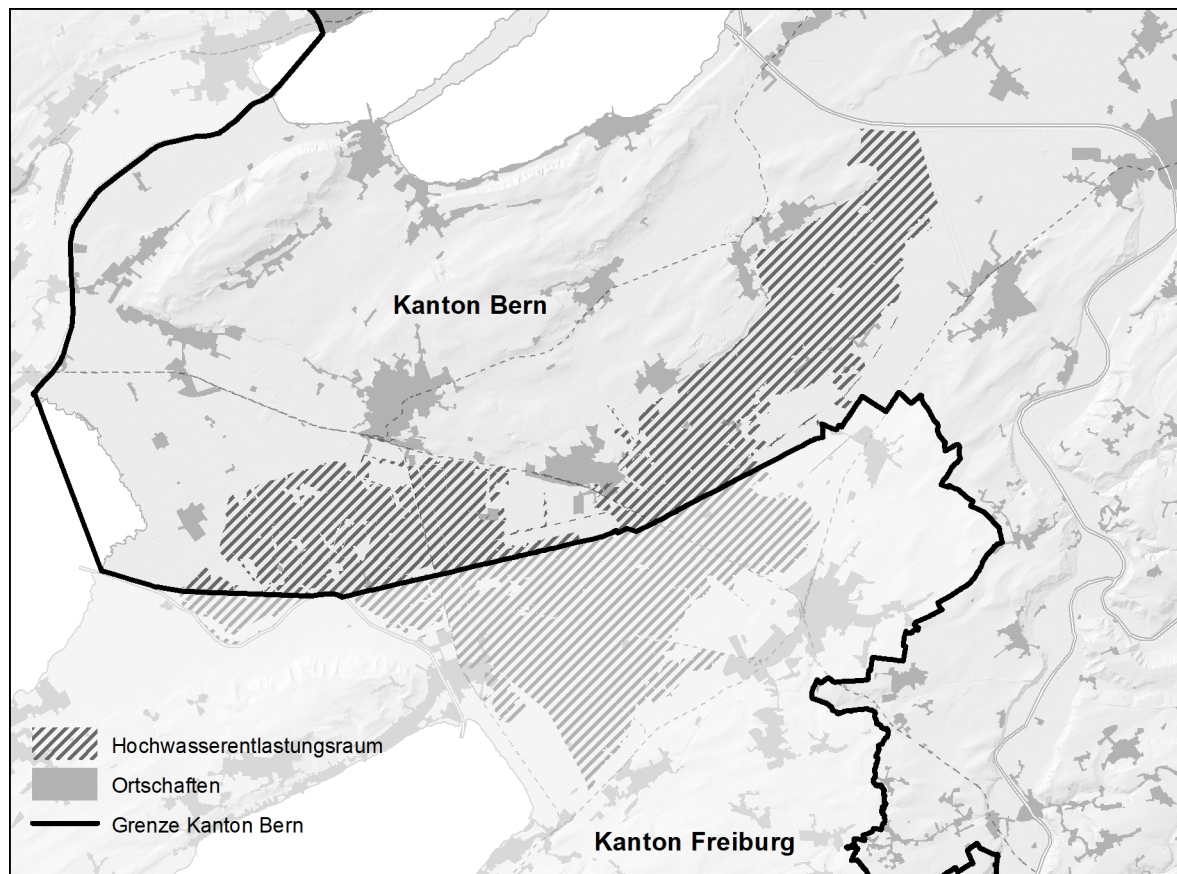 Kanton Bern
Hochwasserentlastungsraum
Ortschaften
Grenze Kanton Bern
Kanton Freiburg